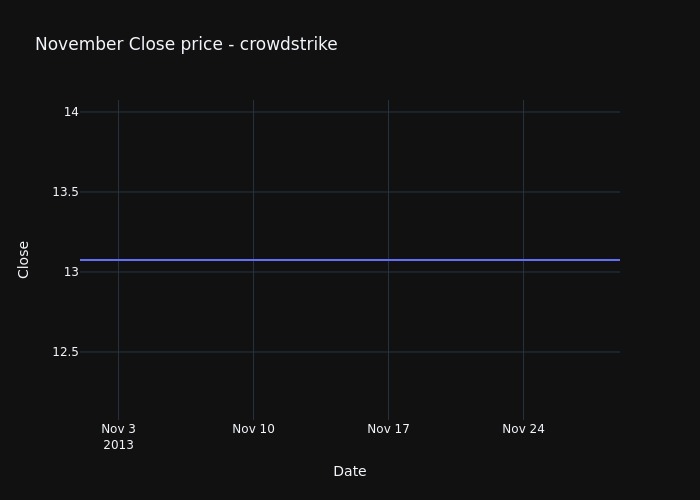 November Close price - crowdstrike
14
13.5
13
12.5
Close
Nov 3
2013
Nov 10
Nov 17
Nov 24
Date